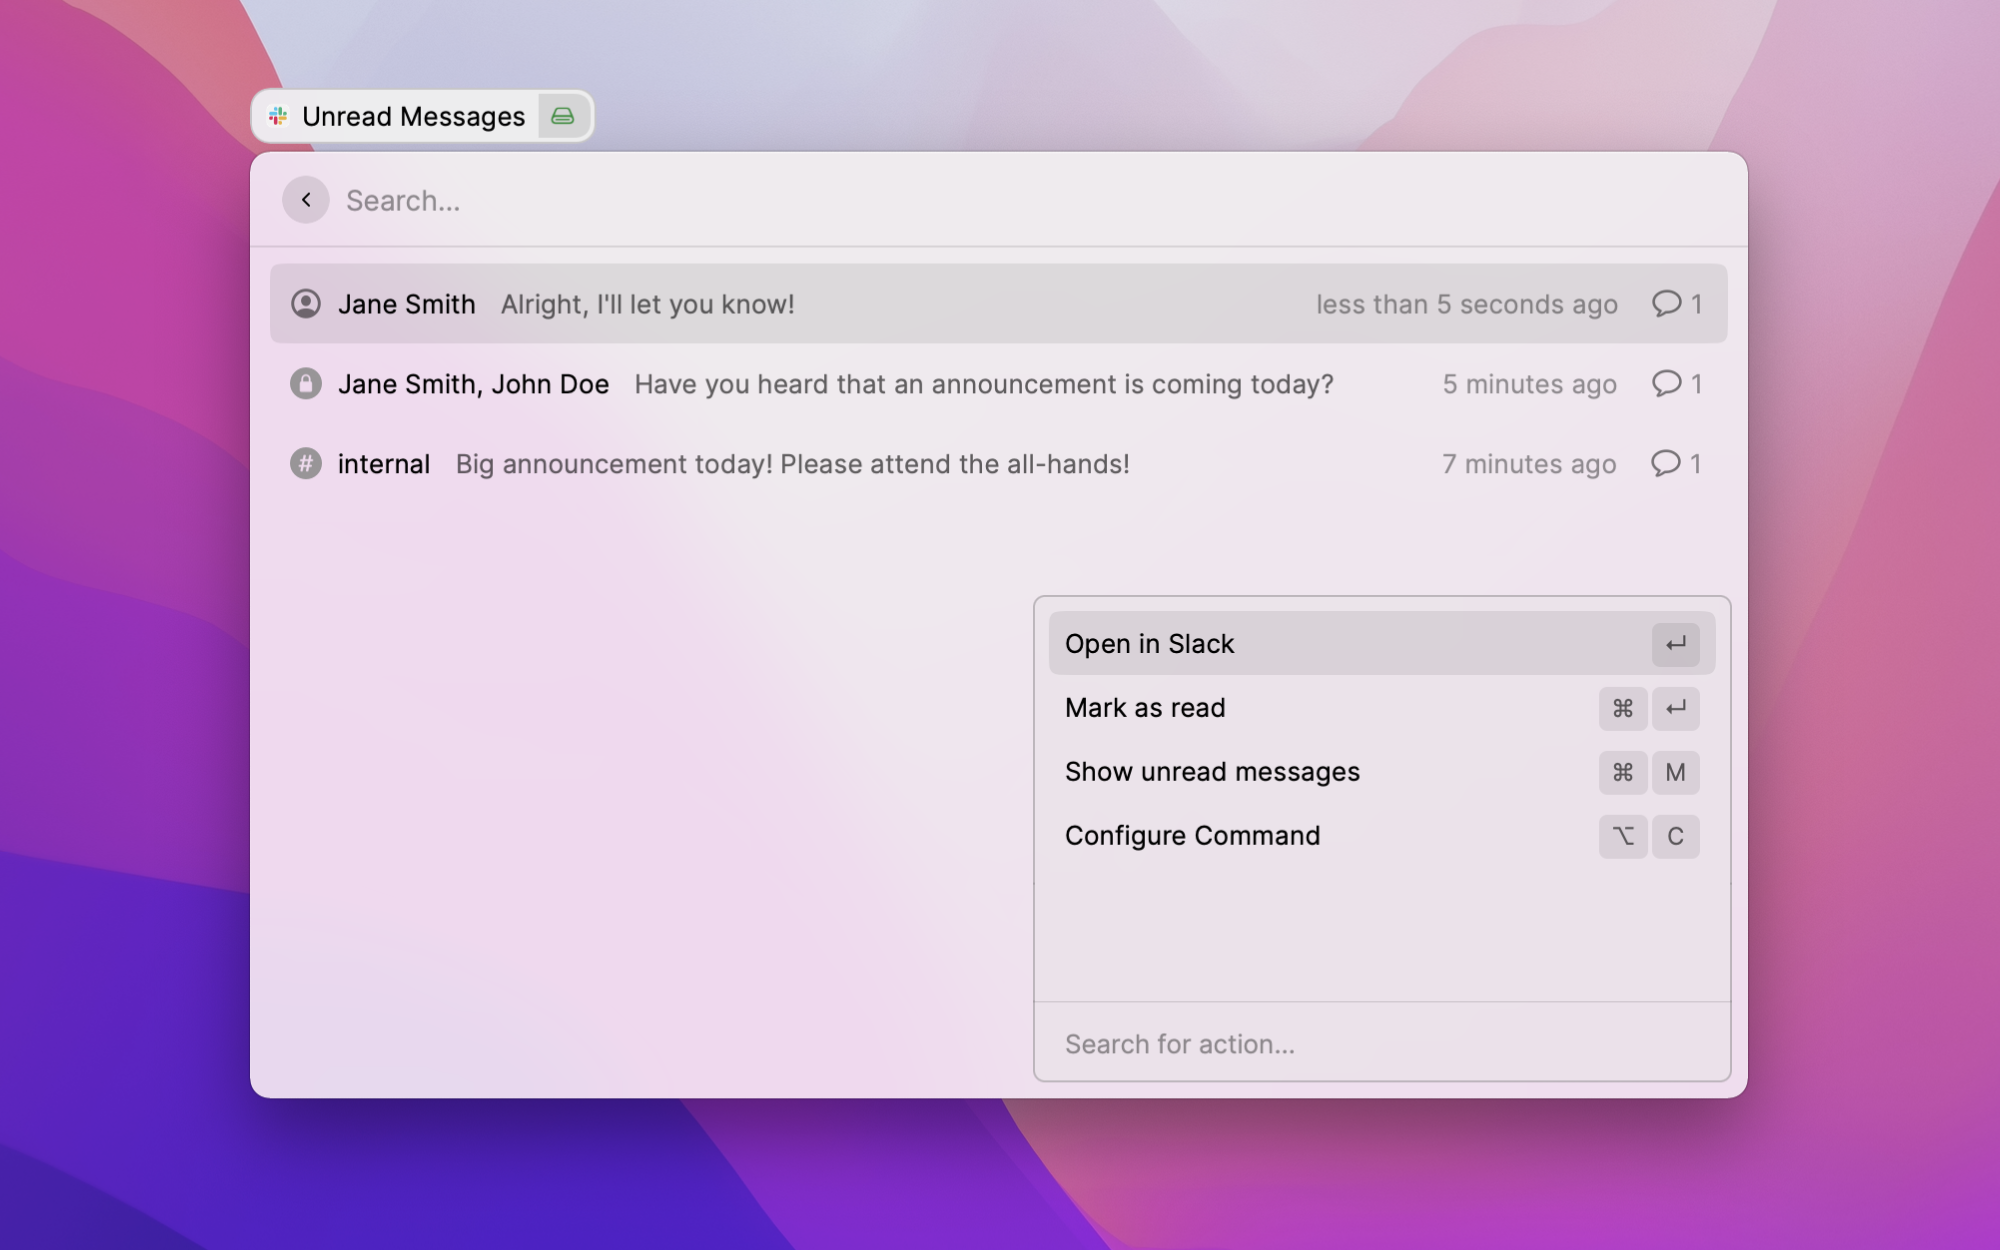 Unread Messages
Search...
Jane Smith Alright, I'll let you know! less than 5 seconds ago 1
Jane Smith, John Doe Have you heard that an announcement is coming today? 5 minutes ago 1
# internal Big announcement today! Please attend the all-hands! 7 minutes ago 1
Open in Slack ↵
Mark as read ⌘ ↵
Show unread messages ⌘ M
Configure Command ⌥ C
Search for action...